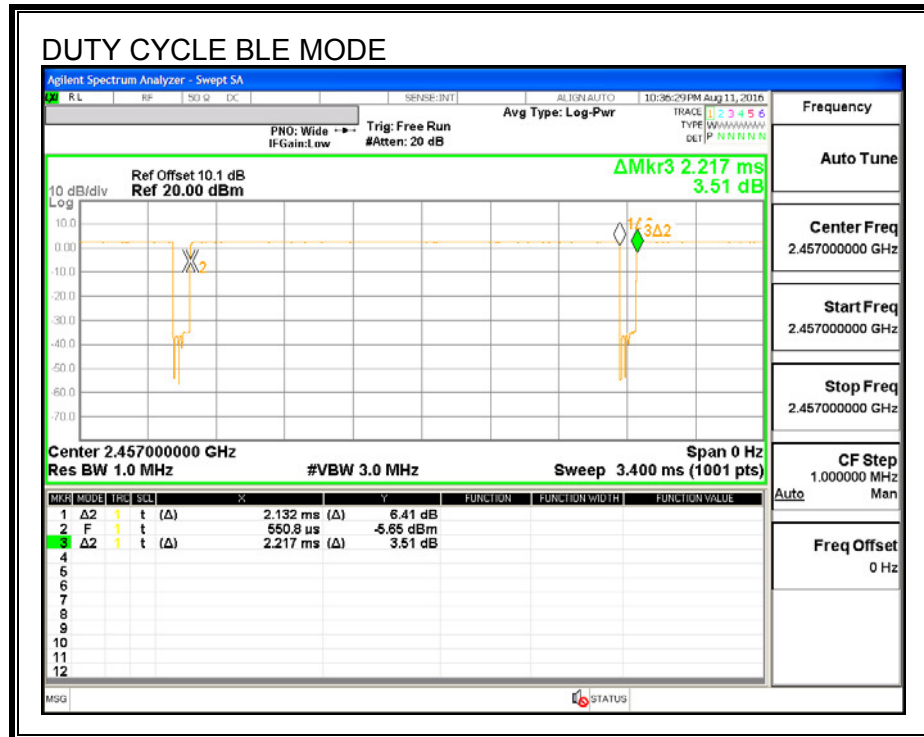 DUTY CYCLE BLE MODE
Agilent Spectrum Analyzer - Swept SA
RL RF 50 Ω DC SENSE:INT ALIGN AUTO 10:36:29 PM Aug 11, 2016
Frequency
Avg Type: Log-Pwr
TRACE 1 2 3 4 5 6
PNO: Wide Trig: Free Run
TYPE W
IFGain:Low #Atten: 20 dB
DET P N N N N N
Auto Tune
ΔMkr3 2.217 ms
3.51 dB
Ref Offset 10.1 dB
10 dB/div Ref 20.00 dBm
Log
10.0
0.00
-10.0
-20.0
-30.0
-40.0
-50.0
-60.0
-70.0
2
3Δ2
Center Freq
2.457000000 GHz
Start Freq
2.457000000 GHz
Stop Freq
2.457000000 GHz
Center 2.457000000 GHz Span 0 Hz
Res BW 1.0 MHz #VBW 3.0 MHz Sweep 3.400 ms (1001 pts)
CF Step
1.000000 MHz
Auto Man
MKR MODE TRC SCL X Y FUNCTION FUNCTION WIDTH FUNCTION VALUE
1 Δ2 1 t (Δ) 2.132 ms (Δ) 6.41 dB
2 F 1 t 550.8 µs -5.65 dBm
3 Δ2 1 t (Δ) 2.217 ms (Δ) 3.51 dB
4
5
6
7
8
9
10
11
12
Freq Offset
0 Hz
MSG STATUS